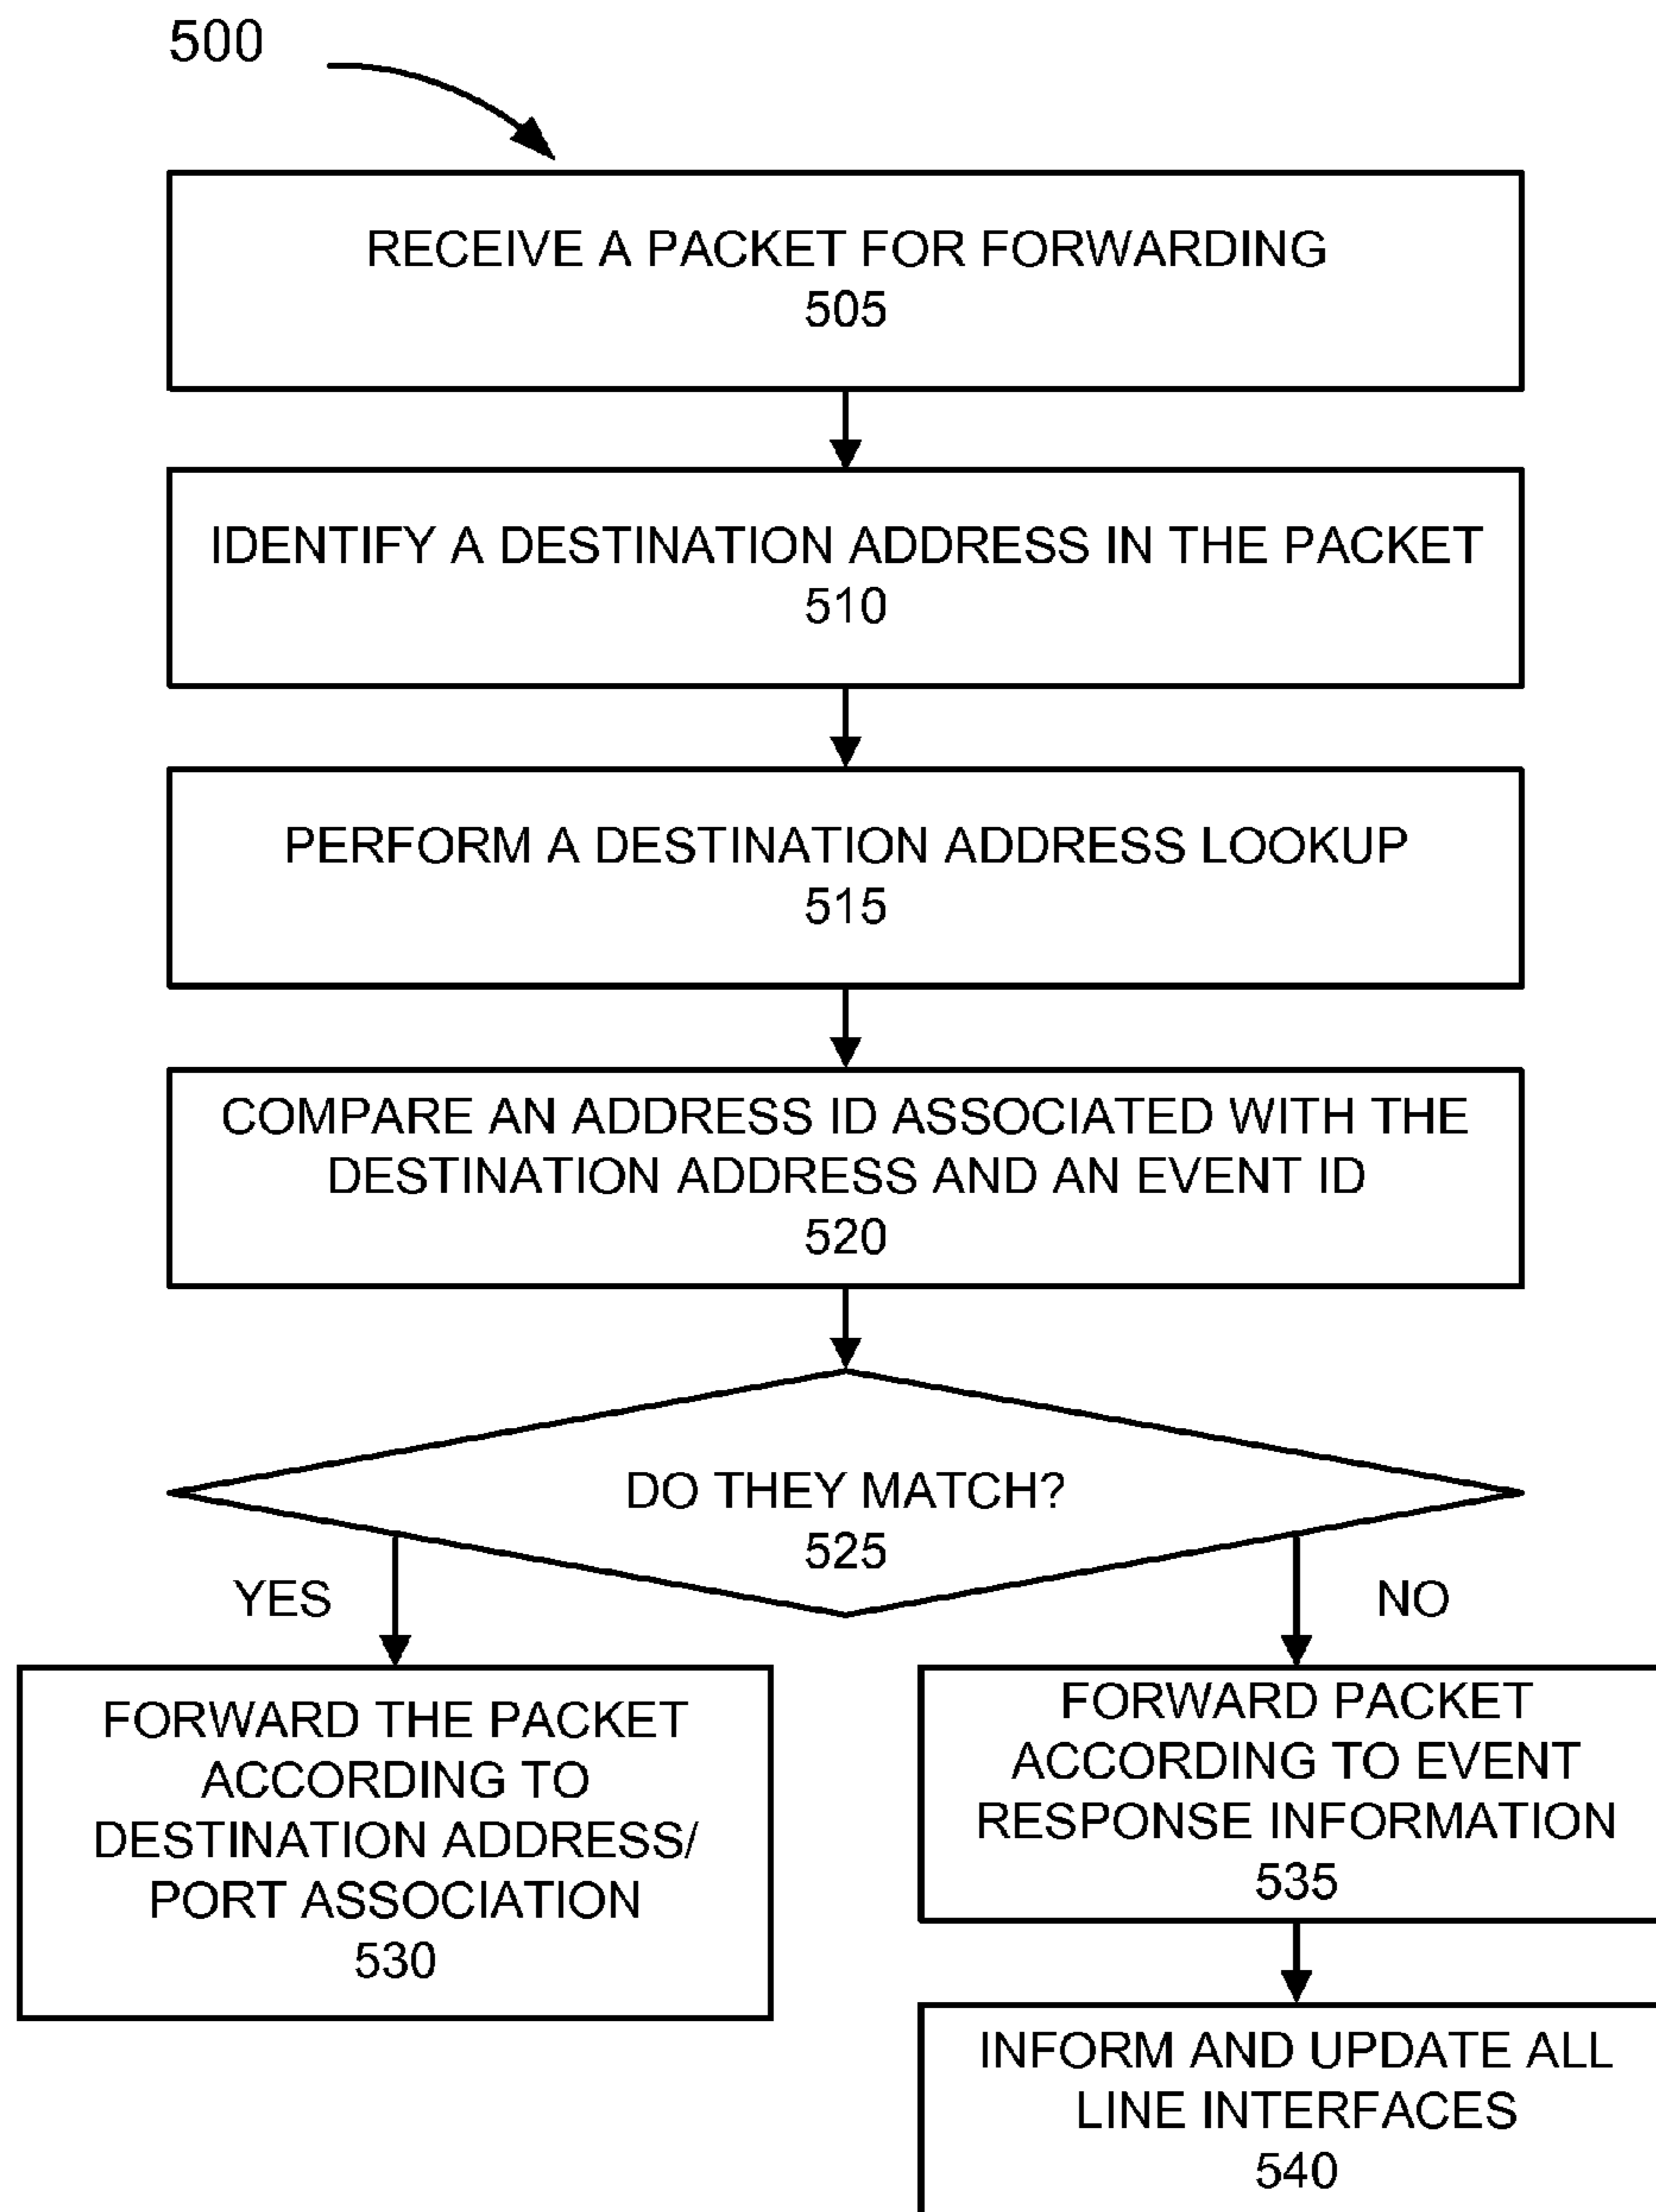 500
RECEIVE A PACKET FOR FORWARDING
505
IDENTIFY A DESTINATION ADDRESS IN THE PACKET
510
PERFORM A DESTINATION ADDRESS LOOKUP
515
COMPARE AN ADDRESS ID ASSOCIATED WITH THE
DESTINATION ADDRESS AND AN EVENT ID
520
DO THEY MATCH?
525
YES
NO
FORWARD THE PACKET
ACCORDING TO
DESTINATION ADDRESS/
PORT ASSOCIATION
530
FORWARD PACKET
ACCORDING TO EVENT
RESPONSE INFORMATION
535
INFORM AND UPDATE ALL
LINE INTERFACES
540